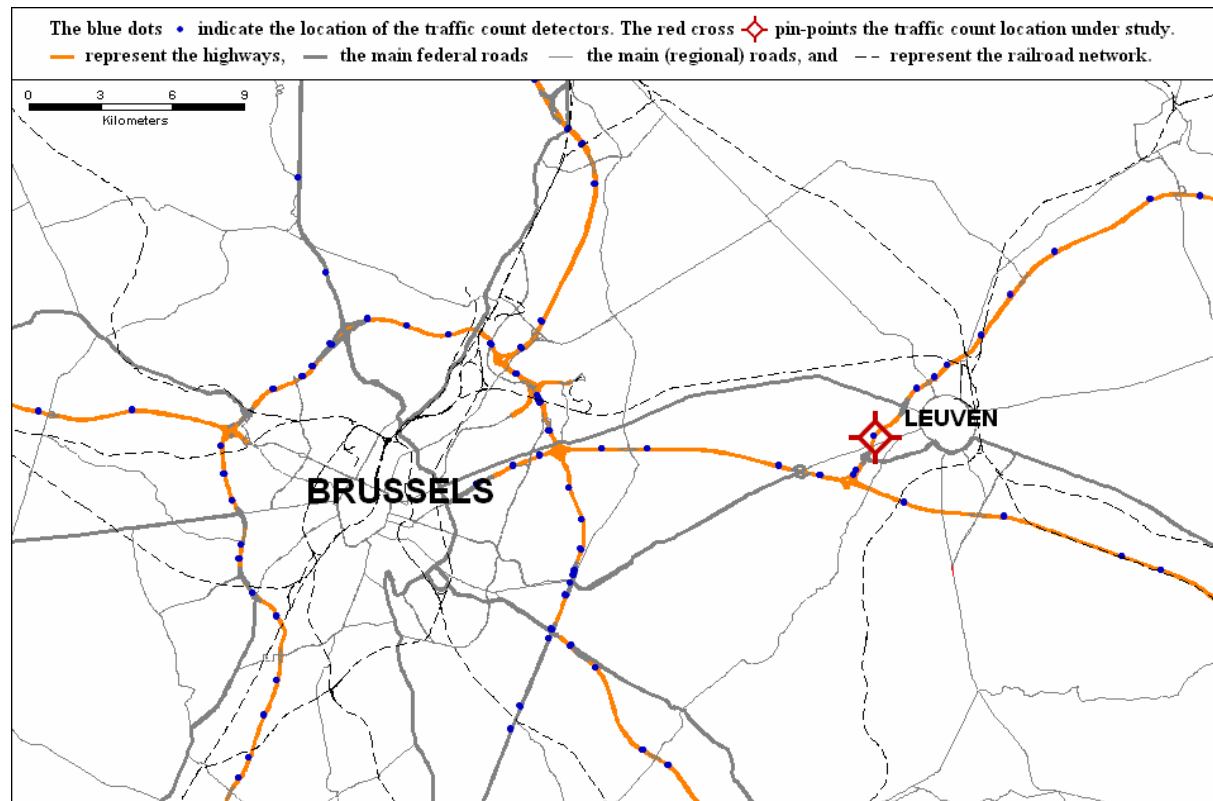 The blue dots indicate the location of the traffic count detectors. The red cross pin-points the traffic count location under study.
represent the highways, the main federal roads the main (regional) roads, and represent the railroad network.
0 3 6 9
Kilometers
LEUVEN
BRUSSELS